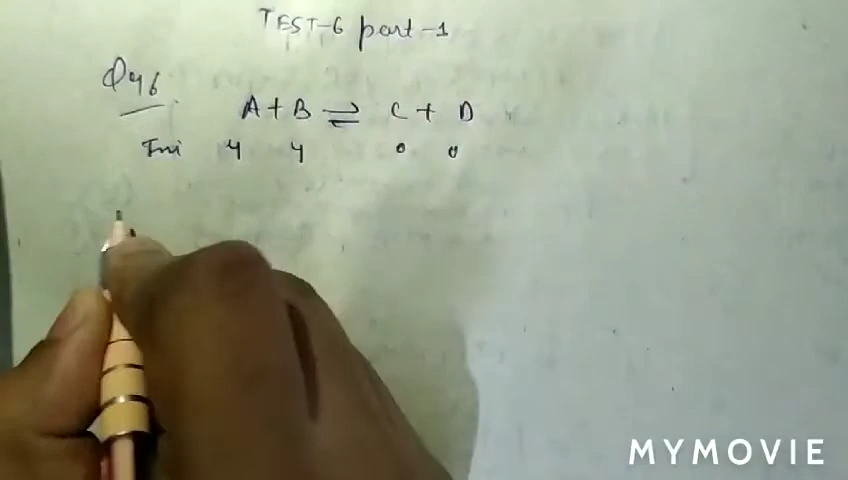 TEST-6 part-1
Q46
A + B ⇌ C + D
Ini 4 4 0 0
MYMOVIE